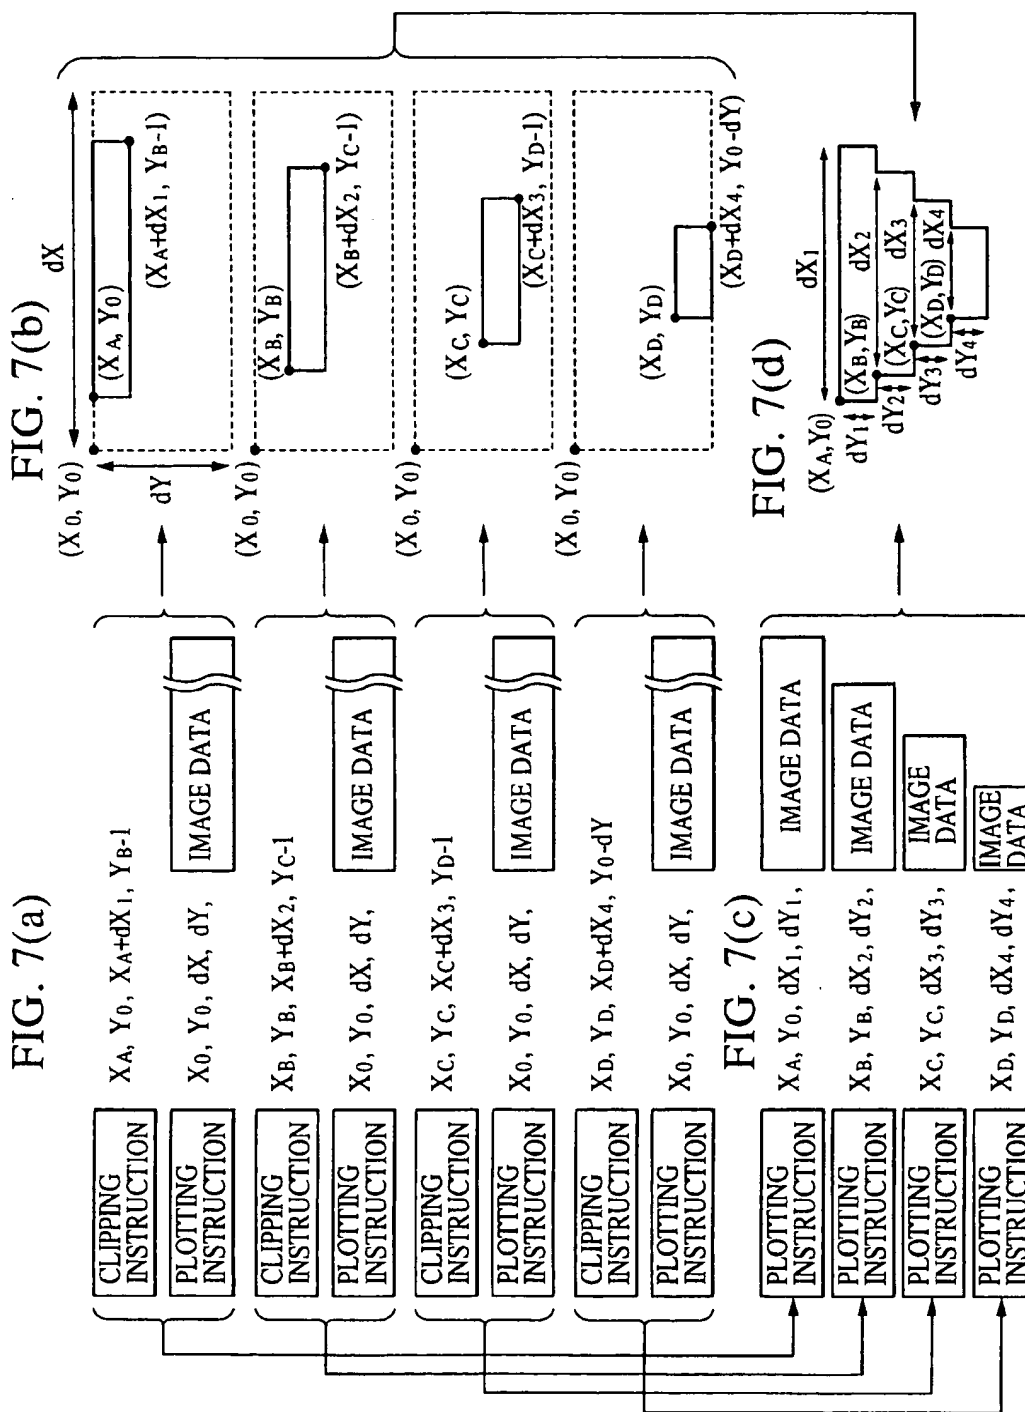 FIG. 7(a)
CLIPPING
INSTRUCTION
XA, Y0, XA+dX1, YB-1
PLOTTING
INSTRUCTION
X0, Y0, dX, dY,
IMAGE DATA
CLIPPING
INSTRUCTION
XB, YB, XB+dX2, YC-1
PLOTTING
INSTRUCTION
X0, Y0, dX, dY,
IMAGE DATA
CLIPPING
INSTRUCTION
XC, YC, XC+dX3, YD-1
PLOTTING
INSTRUCTION
X0, Y0, dX, dY,
IMAGE DATA
CLIPPING
INSTRUCTION
XD, YD, XD+dX4, Y0-dY
PLOTTING
INSTRUCTION
X0, Y0, dX, dY,
IMAGE DATA
FIG. 7(b)
dX
(X0, Y0)
dY
(XA, Y0)
(XA+dX1, YB-1)
(X0, Y0)
(XB, YB)
(XB+dX2, YC-1)
(X0, Y0)
(XC, YC)
(XC+dX3, YD-1)
(X0, Y0)
(XD, YD)
(XD+dX4, Y0-dY)
FIG. 7(c)
PLOTTING
INSTRUCTION
XA, Y0, dX1, dY1,
IMAGE DATA
PLOTTING
INSTRUCTION
XB, YB, dX2, dY2,
IMAGE DATA
PLOTTING
INSTRUCTION
XC, YC, dX3, dY3,
IMAGE
DATA
PLOTTING
INSTRUCTION
XD, YD, dX4, dY4,
IMAGE
DATA
FIG. 7(d)
(XA, Y0)
dX1
dY1
(XB, YB)
dX2
dY2
(XC, YC)
dX3
dY3
(XD, YD)
dX4
dY4